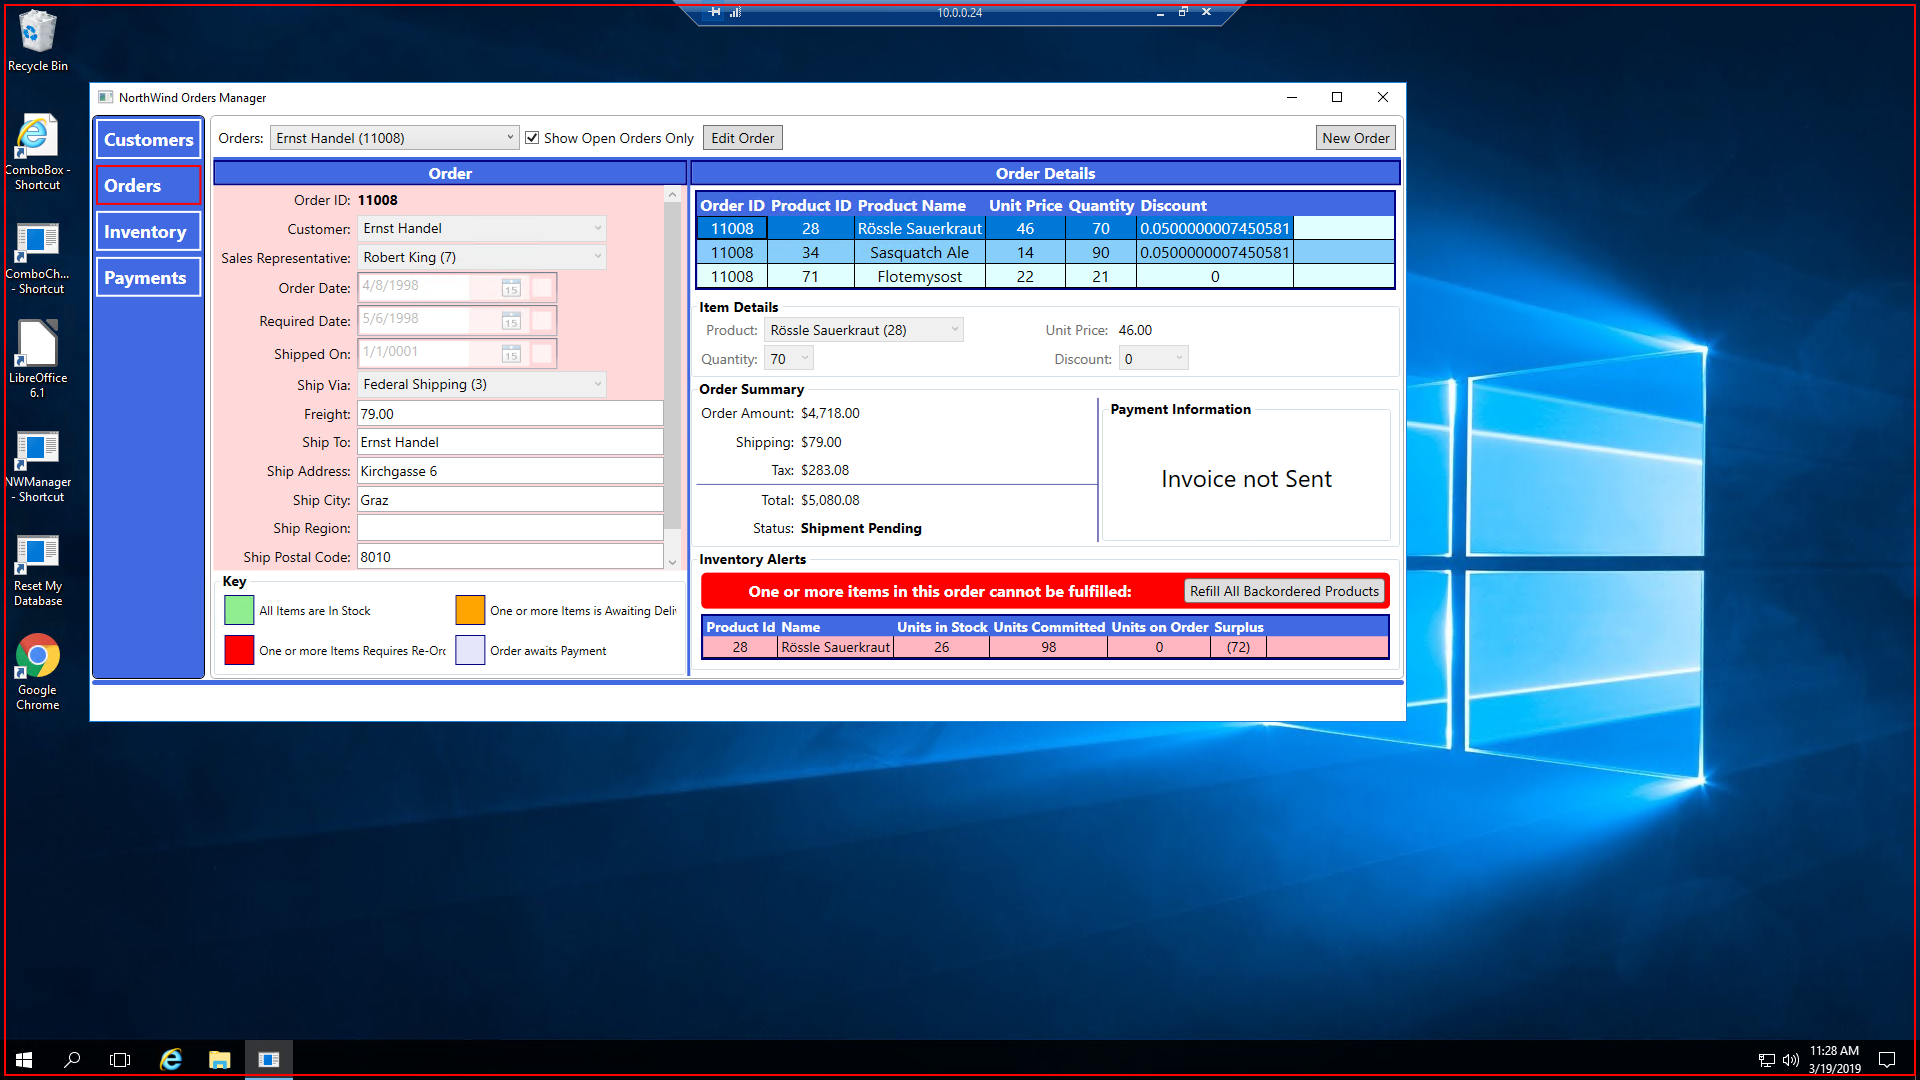 10.0.0.24
Recycle Bin
ComboBox -
Shortcut
ComboCh...
- Shortcut
LibreOffice
6.1
NWManager
- Shortcut
Reset My
Database
Google
Chrome
NorthWind Orders Manager
Customers
Orders
Inventory
Payments
Orders: Ernst Handel (11008) Show Open Orders Only Edit Order New Order
Order
Order ID: 11008
Customer: Ernst Handel
Sales Representative: Robert King (7)
Order Date: 4/8/1998 15
Required Date: 5/6/1998 15
Shipped On: 1/1/0001 15
Ship Via: Federal Shipping (3)
Freight: 79.00
Ship To: Ernst Handel
Ship Address: Kirchgasse 6
Ship City: Graz
Ship Region:
Ship Postal Code: 8010
Key
All Items are In Stock
One or more Items is Awaiting Deli
One or more Items Requires Re-Or
Order awaits Payment
Order Details
Order ID Product ID Product Name Unit Price Quantity Discount
11008 28 Rössle Sauerkraut 46 70 0.0500000007450581
11008 34 Sasquatch Ale 14 90 0.0500000007450581
11008 71 Flotemysost 22 21 0
Item Details
Product: Rössle Sauerkraut (28) Unit Price: 46.00
Quantity: 70 Discount: 0
Order Summary
Order Amount: $4,718.00
Shipping: $79.00
Tax: $283.08
Total: $5,080.08
Status: Shipment Pending
Payment Information
Invoice not Sent
Inventory Alerts
One or more items in this order cannot be fulfilled: Refill All Backordered Products
Product Id Name Units in Stock Units Committed Units on Order Surplus
28 Rössle Sauerkraut 26 98 0 (72)
11:28 AM
3/19/2019